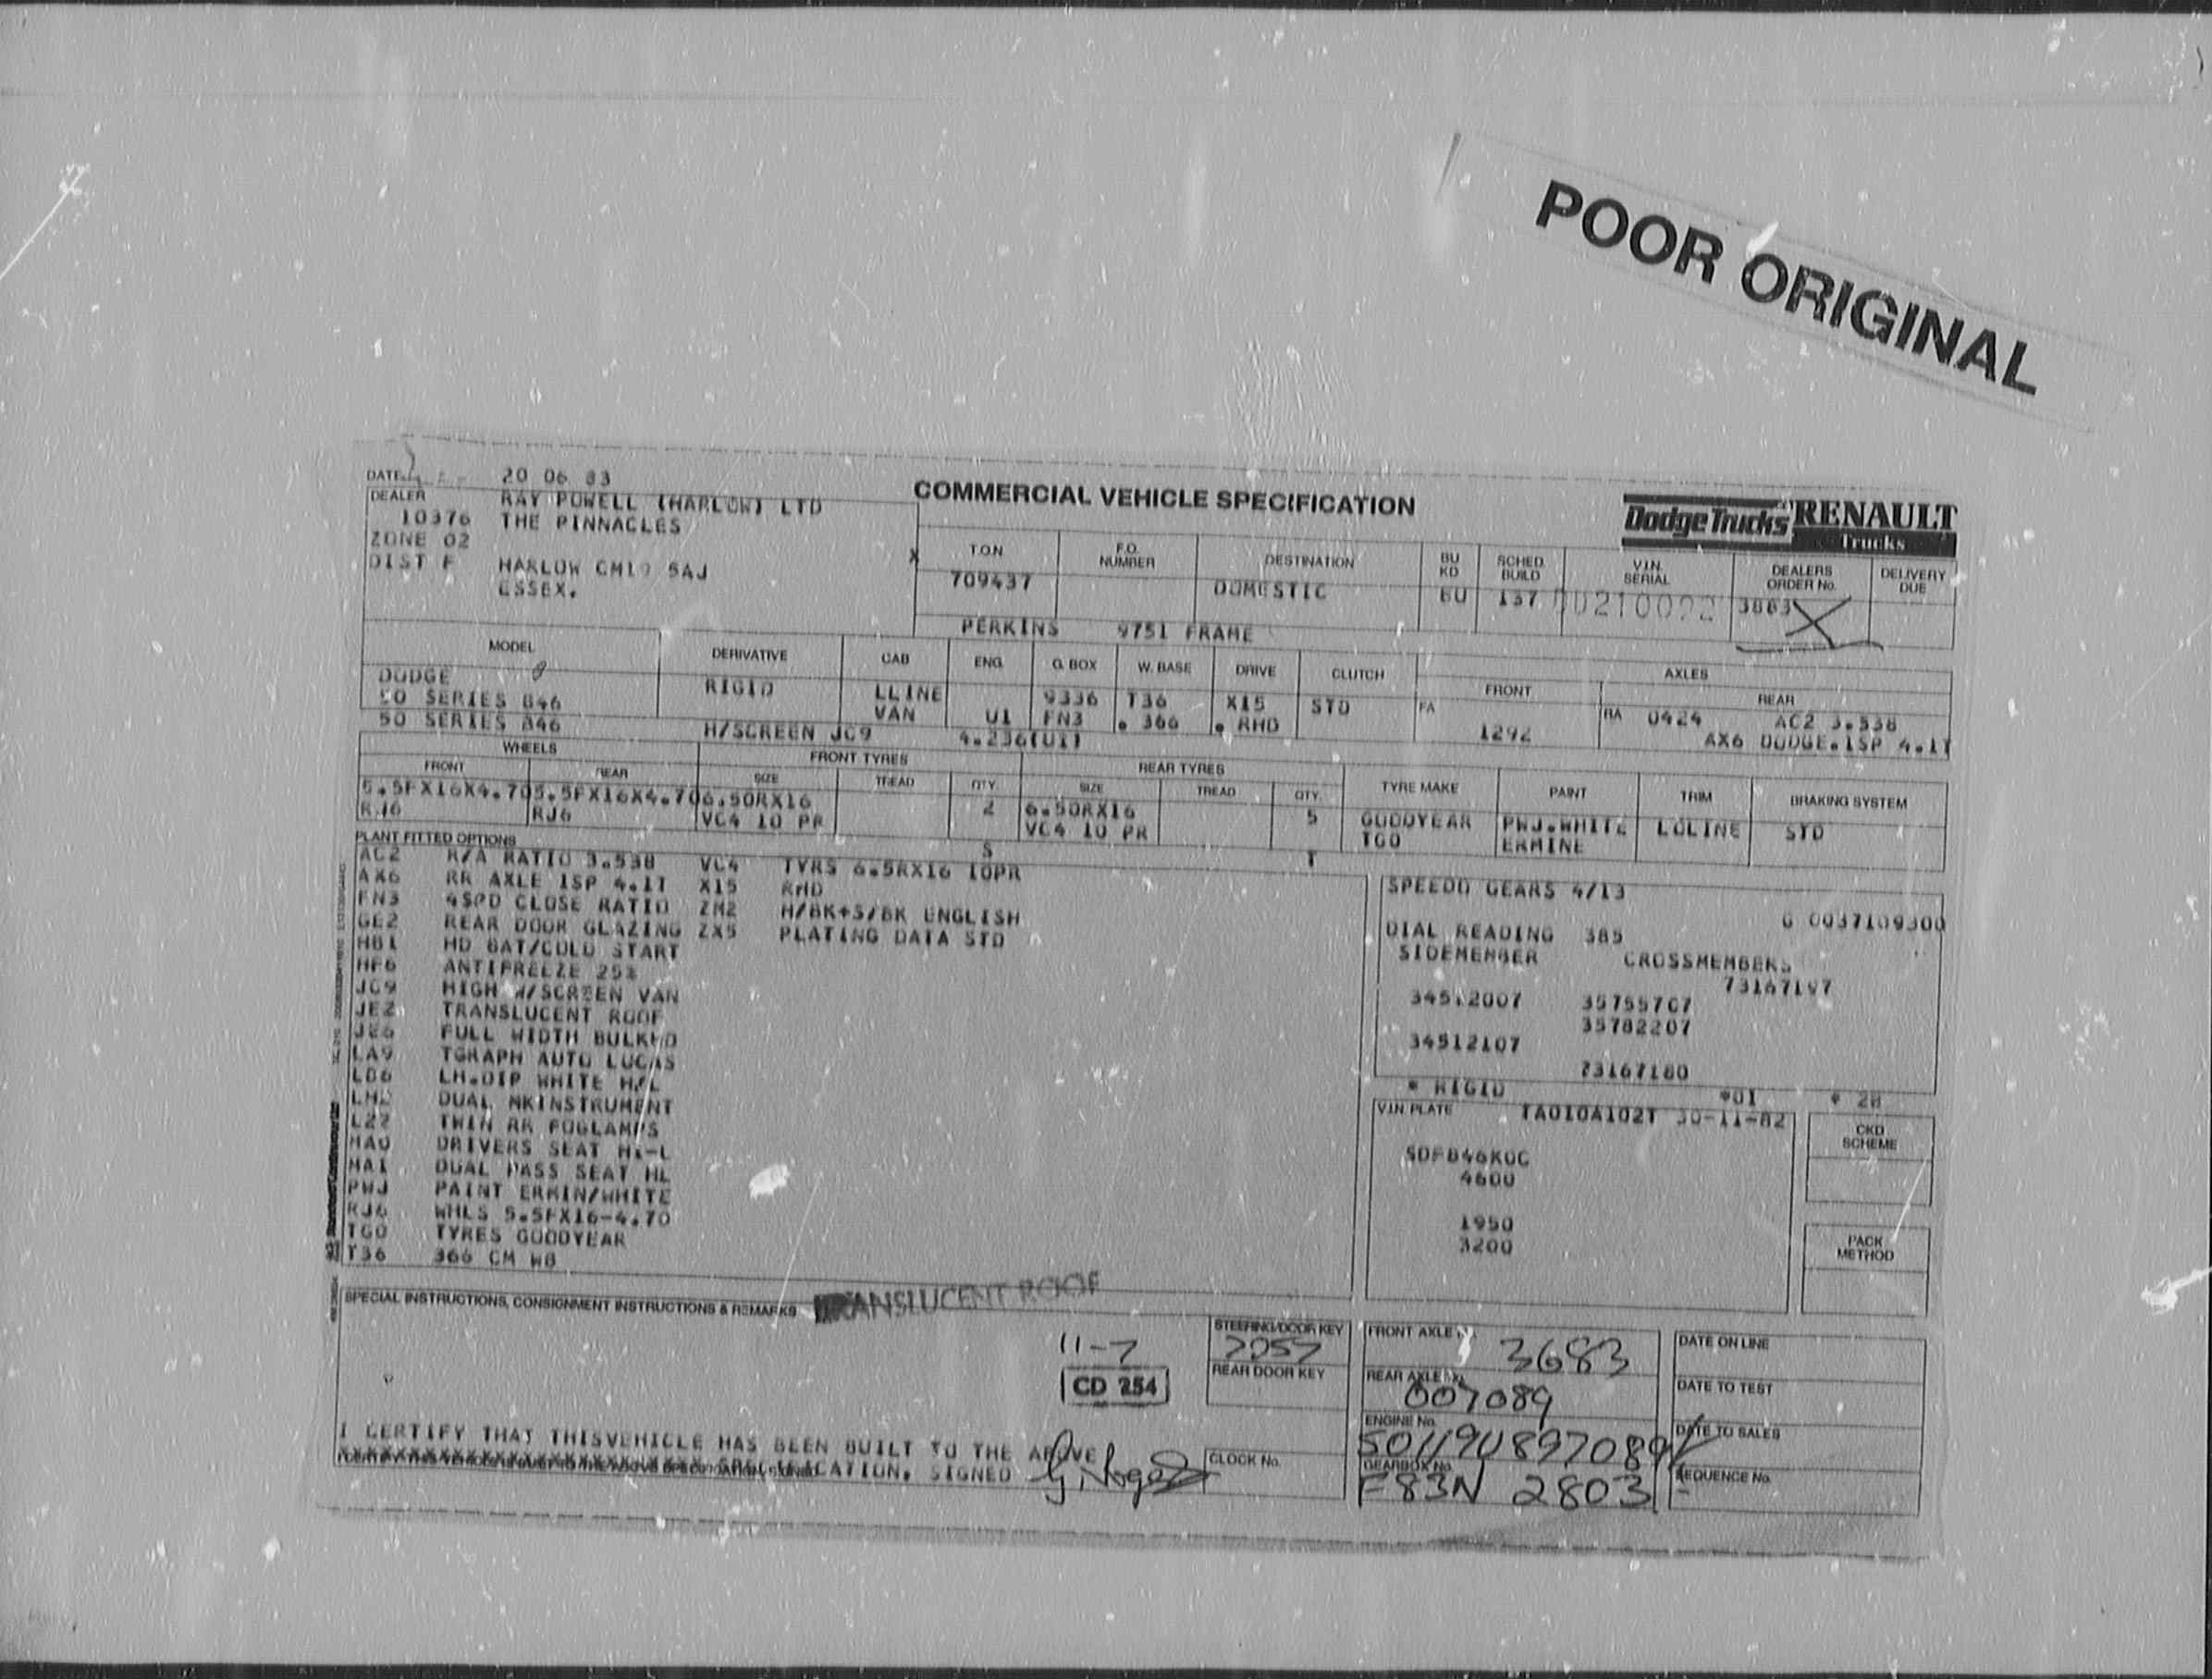 POOR ORIGINAL
DATE 20 06 83
DEALER RAY POWELL (HARLOW) LTD
10376 THE PINNACLES
ZONE 02
DIST F HARLOW CM19 5AJ
ESSEX.
COMMERCIAL VEHICLE SPECIFICATION
Dodge Trucks RENAULT Trucks
X T.O.N F.O. NUMBER DESTINATION BU KD SCHED. BUILD V.I.N. SERIAL DEALERS ORDER No. DELIVERY DUE
709437 DOMESTIC BU 137 3883 X
PERKINS 9751 FRAME
MODEL DERIVATIVE CAB ENG. G. BOX W. BASE DRIVE CLUTCH AXLES
FRONT REAR
DODGE RIGID LLINE 9336 T36 X15 STD FA RA 0424 AC2 3.538
50 SERIES B46 VAN U1 FN3 . 366 . RHD 1292 AX6 DODGE.1SP 4.1T
50 SERIES B46 H/SCREEN JC9 4.236(U1)
WHEELS FRONT TYRES REAR TYRES
FRONT REAR SIZE TREAD QTY. SIZE TREAD QTY. TYRE MAKE PAINT TRIM BRAKING SYSTEM
5.5FX16X4.70 5.5FX16X4.70 6.50RX16 2 6.50RX16 5 GOODYEAR PWJ.WHITE LOLINE STD
RJ6 RJ6 VC4 10 PR VC4 10 PR TGO ERMINE
PLANT FITTED OPTIONS S T
AC2 R/A RATIO 3.538 VC4 TYRS 6.5RX16 10PR
AX6 RR AXLE 1SP 4.1T X15 RHD
FN3 4SPD CLOSE RATIO ZM2 H/BK+S/BK ENGLISH
GE2 REAR DOOR GLAZING ZX5 PLATING DATA STD
HB1 HD BAT/COLD START
HF6 ANTIFREEZE 25%
JC9 HIGH W/SCREEN VAN
JE2 TRANSLUCENT ROOF
JE6 FULL WIDTH BULKHD
LA9 TGRAPH AUTO LUCAS
LD6 LH.DIP WHITE H/L
DUAL MKINSTRUMENT
LZ2 TWIN RR FOGLAMPS
MA0 DRIVERS SEAT HI-L
MA1 DUAL PASS SEAT HL
PWJ PAINT ERMIN/WHITE
RJ6 WHLS 5.5FX16-4.70
TGO TYRES GOODYEAR
T36 366 CM WB
SPEEDO GEARS 4/13
G 0037109300
DIAL READING 385
SIDEMEMBER CROSSMEMBERS
73167197
34512007 35755707
35782207
34512107
73167180
* RIGID *01
VIN PLATE TA010A102T 30-11-82
CKD SCHEME
5DFB46K0C
4600
1950
3200
PACK METHOD
SPECIAL INSTRUCTIONS, CONSIGNMENT INSTRUCTIONS & REMARKS TRANSLUCENT ROOF
11-7
CD 254
STEERING/DOOR KEY
REAR DOOR KEY
CLOCK No.
FRONT AXLE No. 3683
REAR AXLE No. 007089
ENGINE No.
GEARBOX No. F83N 2803
DATE ON LINE
DATE TO TEST
DATE TO SALES
SEQUENCE No.
I CERTIFY THAT THISVEHICLE HAS BEEN BUILT TO THE ABOVE
SPECIFICATION, SIGNED